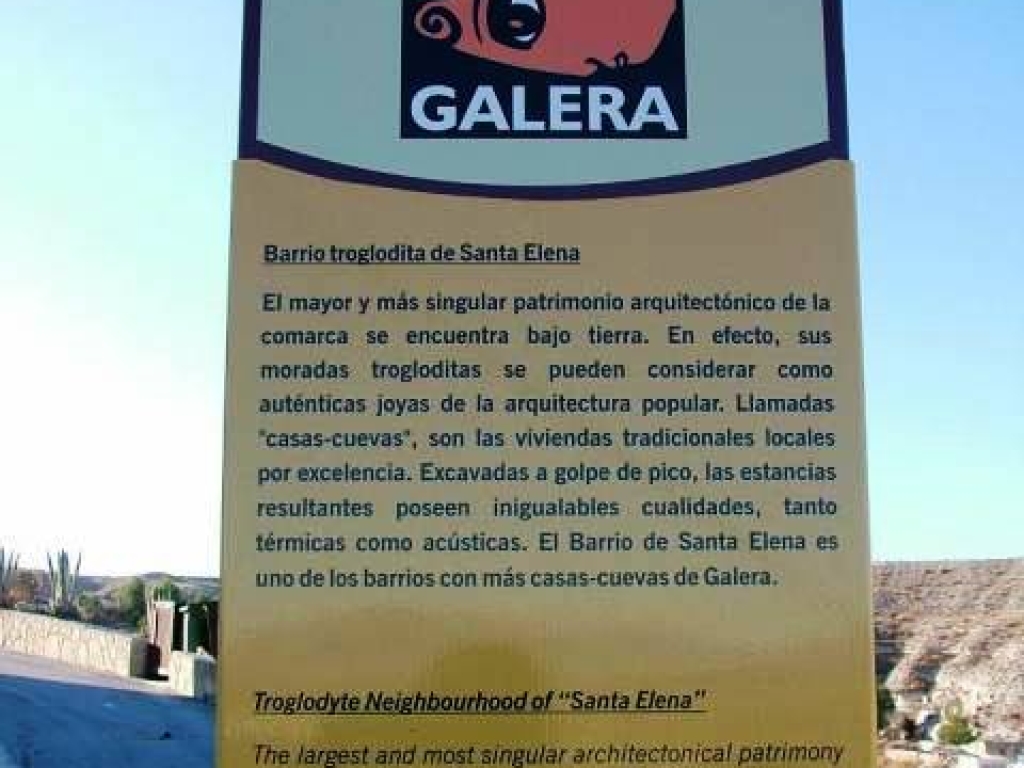 GALERA
Barrio troglodita de Santa Elena
El mayor y más singular patrimonio arquitectónico de la
comarca se encuentra bajo tierra. En efecto, sus
moradas trogloditas se pueden considerar como
auténticas joyas de la arquitectura popular. Llamadas
"casas-cuevas", son las viviendas tradicionales locales
por excelencia. Excavadas a golpe de pico, las estancias
resultantes poseen inigualables cualidades, tanto
térmicas como acústicas. El Barrio de Santa Elena es
uno de los barrios con más casas-cuevas de Galera.
Troglodyte Neighbourhood of "Santa Elena"
The largest and most singular architectonical patrimony